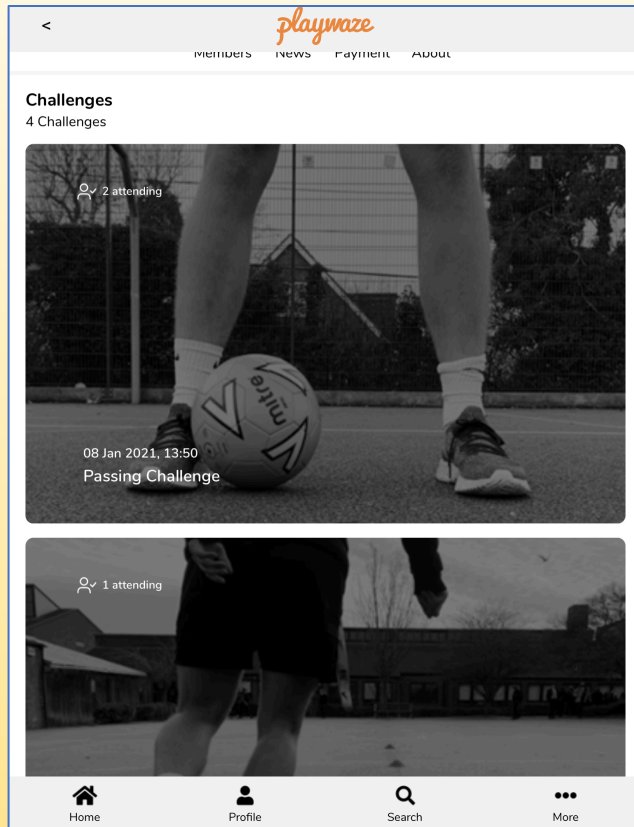 <
playwaze
Members News Payment About
Challenges
4 Challenges
2 attending
mitre
08 Jan 2021, 13:50
Passing Challenge
1 attending
Home Profile Search More